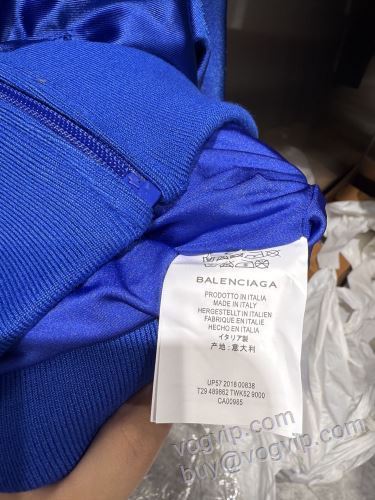 BALENCIAGA
PRODOTTO IN ITALIA
MADE IN ITALY
HERGESTELLT IN ITALIEN
FABRIQUE EN ITALIE
HECHO EN ITALIA
イタリア製
产地:意大利
UP57 2018 00838
T29 489862 TWK52 9000
CA00985
vogvip.com
buy@vogvip.com